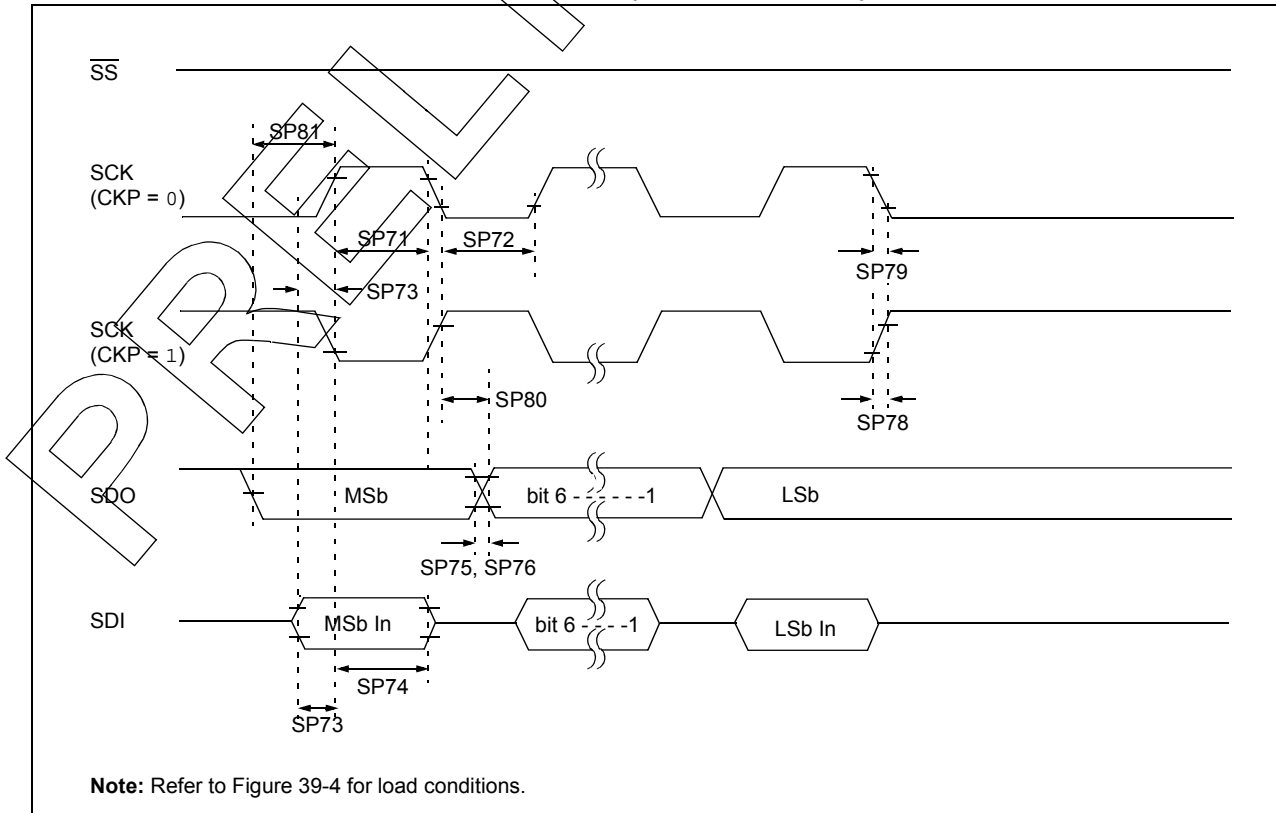 SS
SP81
SCK
(CKP = 0)
SP71
SP72
SP79
SP73
SCK
(CKP = 1)
SP80
SP78
SDO
MSb
bit 6 - - - - - -1
LSb
SP75, SP76
SDI
MSb In
bit 6 - - - -1
LSb In
SP74
SP73
Note: Refer to Figure 39-4 for load conditions.
PREL